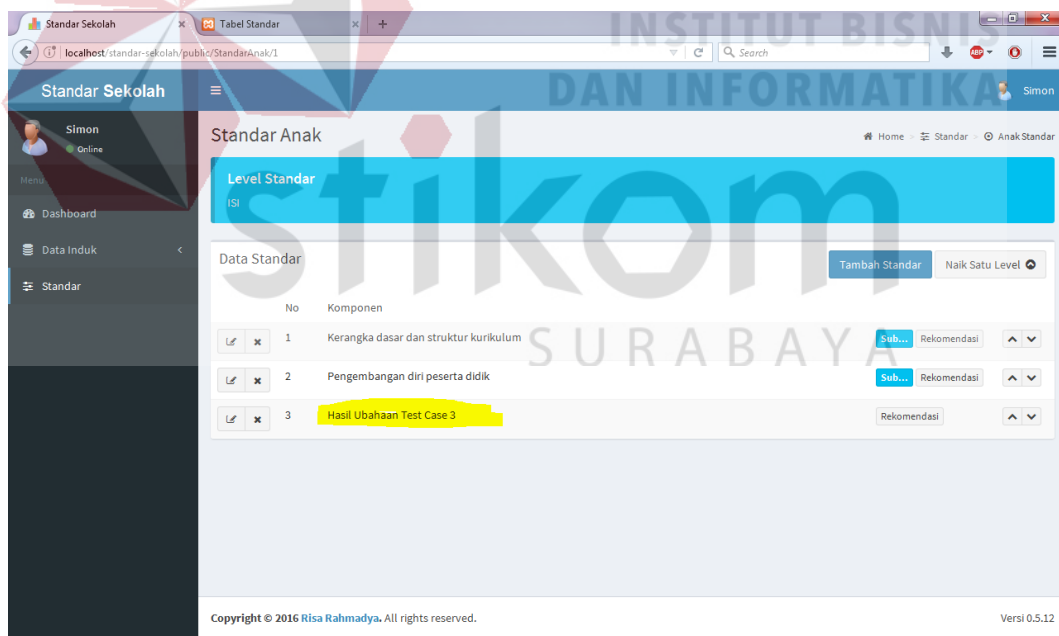 Standar Sekolah
Tabel Standar
localhost/standar-sekolah/public/StandarAnak/1
Search
ABP
INSTITUT BISNIS
DAN INFORMATIKA
stikom
SURABAYA
Standar Sekolah
Simon
Simon
Online
Menu
Dashboard
Data Induk
Standar
Standar Anak
Home > Standar > Anak Standar
Level Standar
ISI
Data Standar
Tambah Standar
Naik Satu Level
No Komponen
1 Kerangka dasar dan struktur kurikulum Sub... Rekomendasi
2 Pengembangan diri peserta didik Sub... Rekomendasi
3 Hasil Ubahaan Test Case 3 Rekomendasi
Copyright © 2016 Risa Rahmadya. All rights reserved.
Versi 0.5.12